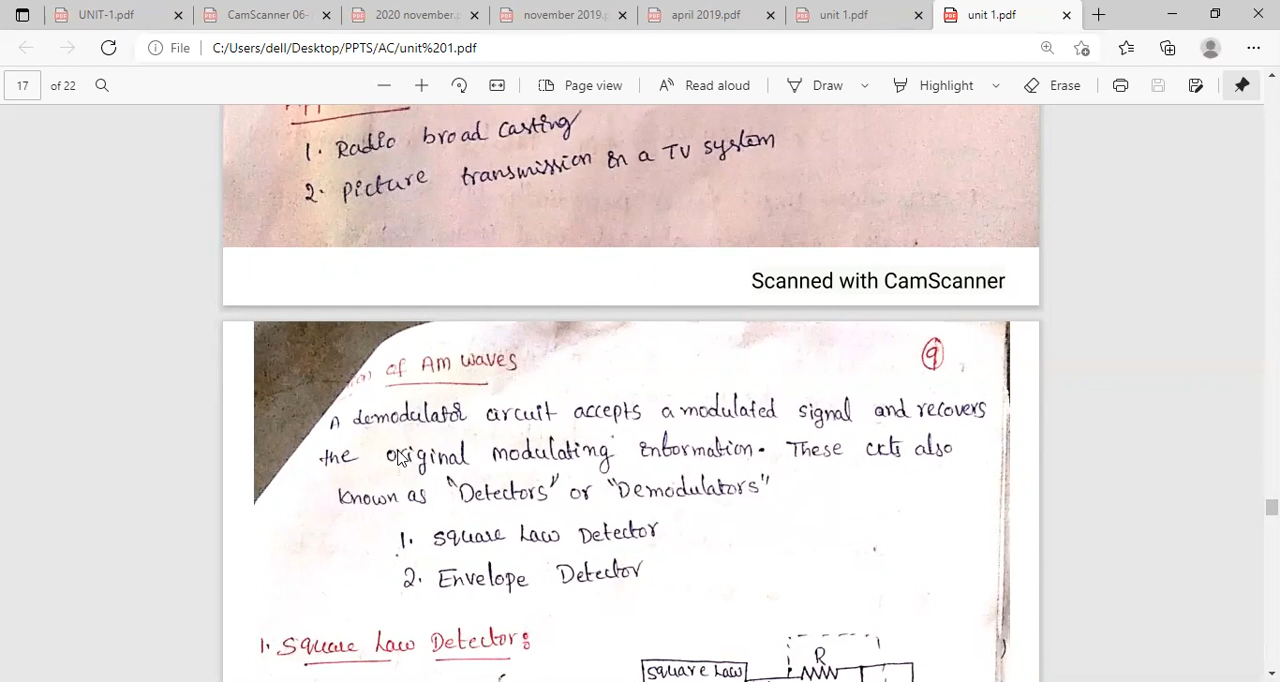 UNIT-1.pdf
CamScanner 06-
2020 november.
november 2019.p
april 2019.pdf
unit 1.pdf
unit 1.pdf
File
C:/Users/dell/Desktop/PPTS/AC/unit%201.pdf
17 of 22
Page view
Read aloud
Draw
Highlight
Erase
1. Radio broad casting
2. picture transmission in a TV system
Scanned with CamScanner
of AM waves
9
A demodulator circuit accepts a modulated signal and recovers
the original modulating information. These ckts also
known as "Detectors" or "Demodulators"
1. Square Law Detector
2. Envelope Detector
1. Square Law Detector:
R
Square Law